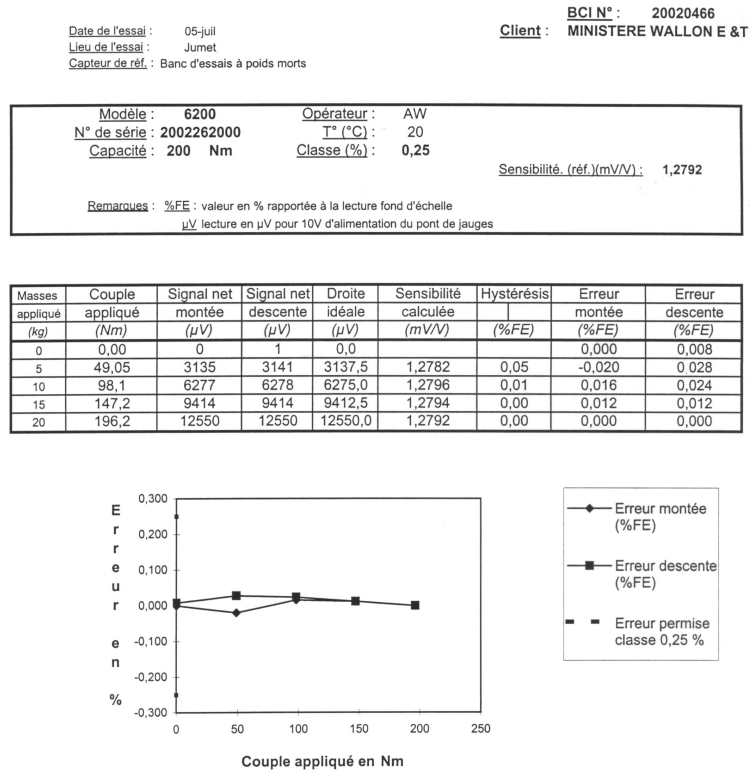 BCI N° : 20020466
Date de l'essai : 05-juil
Client : MINISTERE WALLON E &T
Lieu de l'essai : Jumet
Capteur de réf. : Banc d'essais à poids morts
Modèle : 6200 Opérateur : AW
N° de série : 2002262000 T° (°C) : 20
Capacité : 200 Nm Classe (%) : 0,25
Sensibilité. (réf.)(mV/V) : 1,2792
Remarques : %FE : valeur en % rapportée à la lecture fond d'échelle
µV lecture en µV pour 10V d'alimentation du pont de jauges
Masses Couple Signal net Signal net Droite Sensibilité Hystérésis Erreur Erreur
appliqué appliqué montée descente idéale calculée montée descente
(kg) (Nm) (µV) (µV) (µV) (mV/V) (%FE) (%FE) (%FE)
0 0,00 0 1 0,0 0,000 0,008
5 49,05 3135 3141 3137,5 1,2782 0,05 -0,020 0 028
10 98,1 6277 6278 6275,0 1,2796 0,01 0,016 0,024
15 147,2 9414 9414 9412,5 1,2794 0,00 0,012 0,012
20 196,2 12550 12550 12550,0 1,2792 0,00 0,000 0,000
Erreur en %
0,300
0,200
0,100
0,000
-0,100
-0,200
-0,300
0 50 100 150 200 250
Couple appliqué en Nm
Erreur montée
(%FE)
Erreur descente
(%FE)
Erreur permise
classe 0,25 %